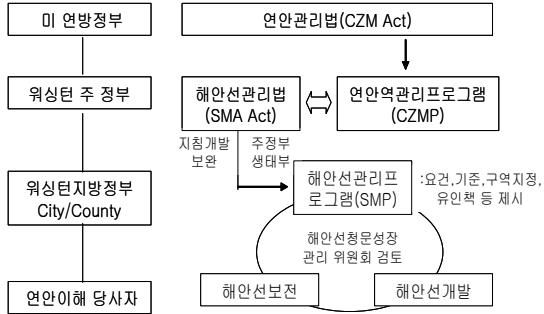 미 연방정부
연안관리법(CZM Act)
워싱턴 주 정부
해안선관리법
(SMA Act)
연안역관리프로그램
(CZMP)
지침개발
보완
주정부
생태부
워싱턴지방정부
City/County
해안선관리프
로그램(SMP)
:요건,기준,구역지정,
유인책 등 제시
해안선청문성장
관리 위원회 검토
연안이해 당사자
해안선보전
해안선개발